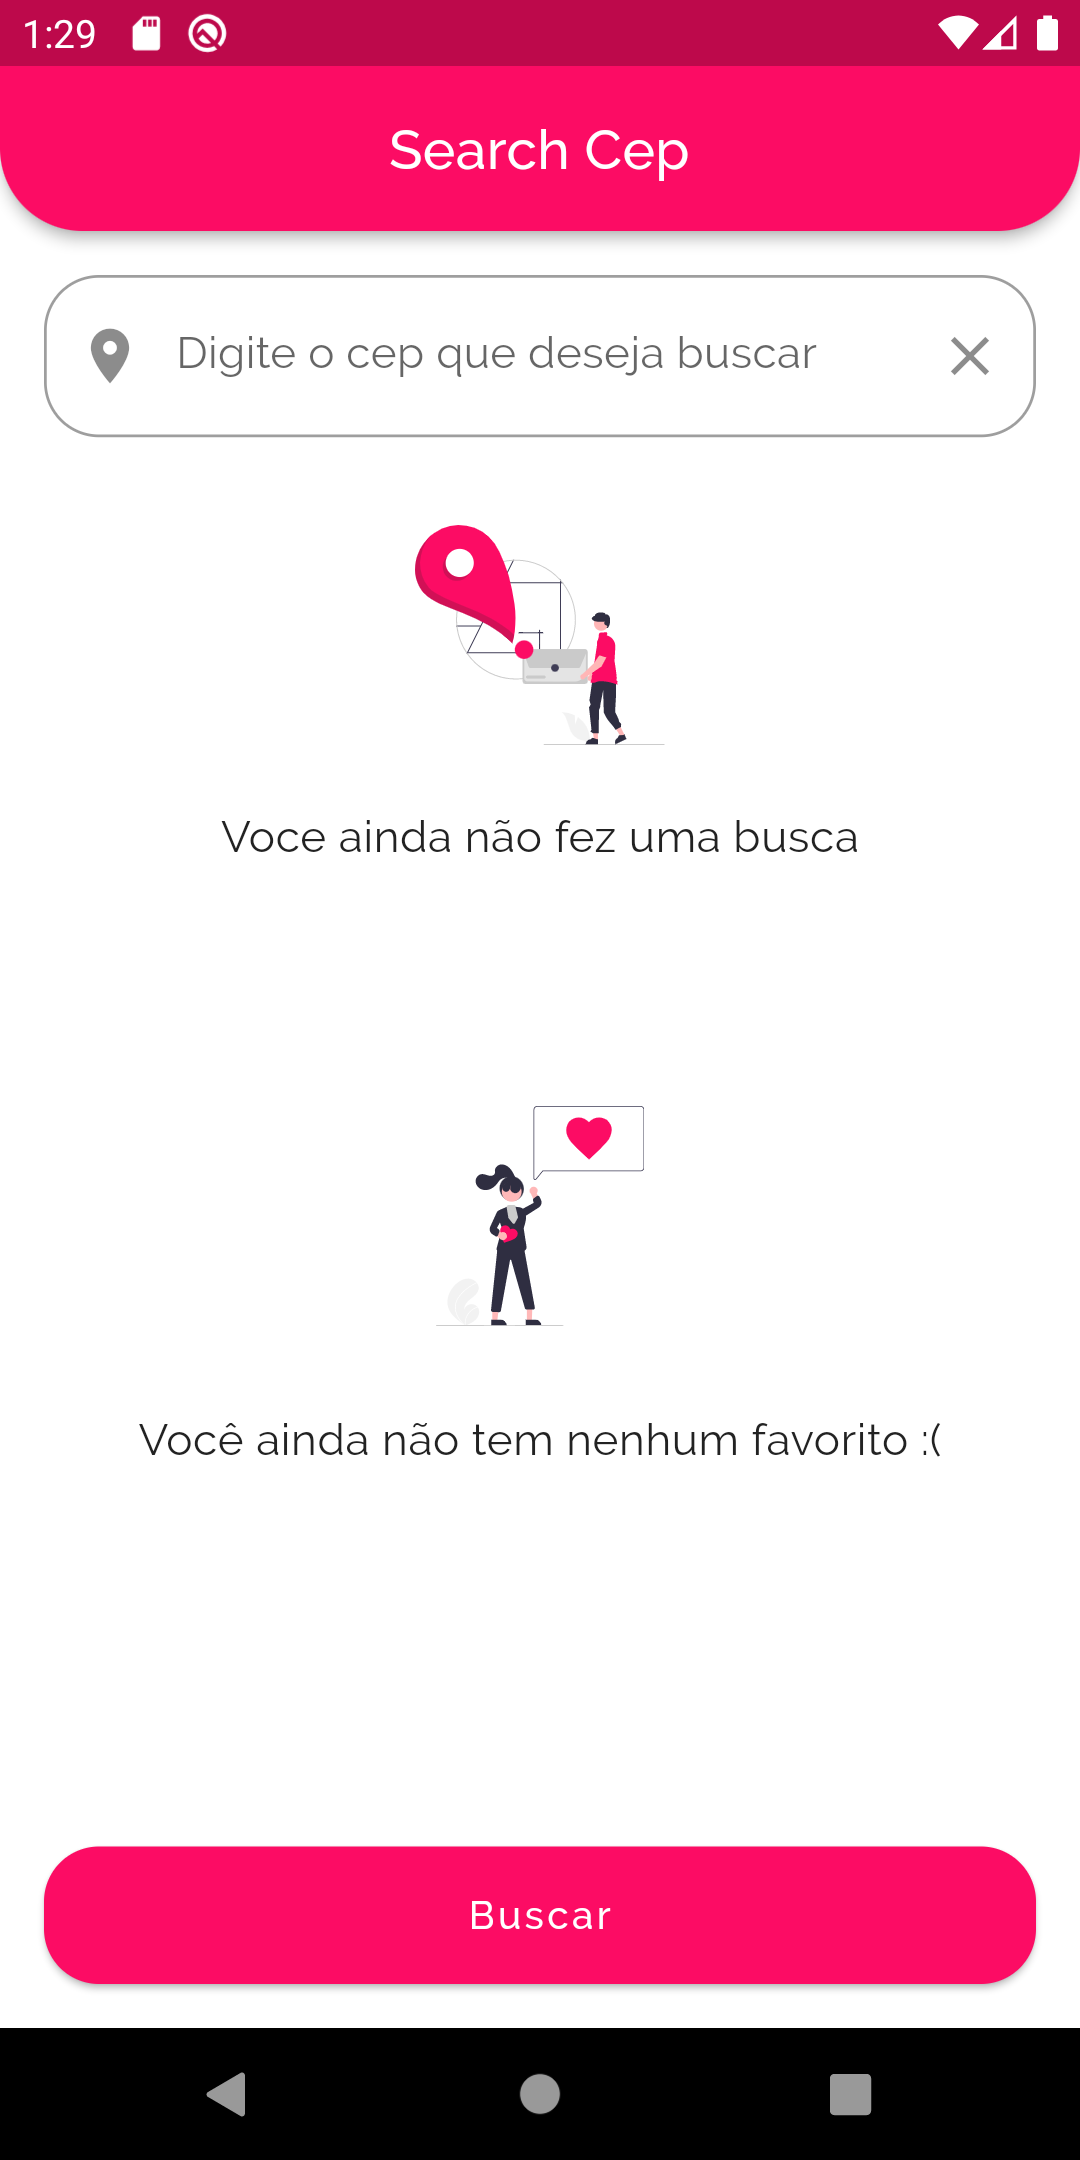 1:29
Search Cep
Digite o cep que deseja buscar
Voce ainda não fez uma busca
Você ainda não tem nenhum favorito :(
Buscar